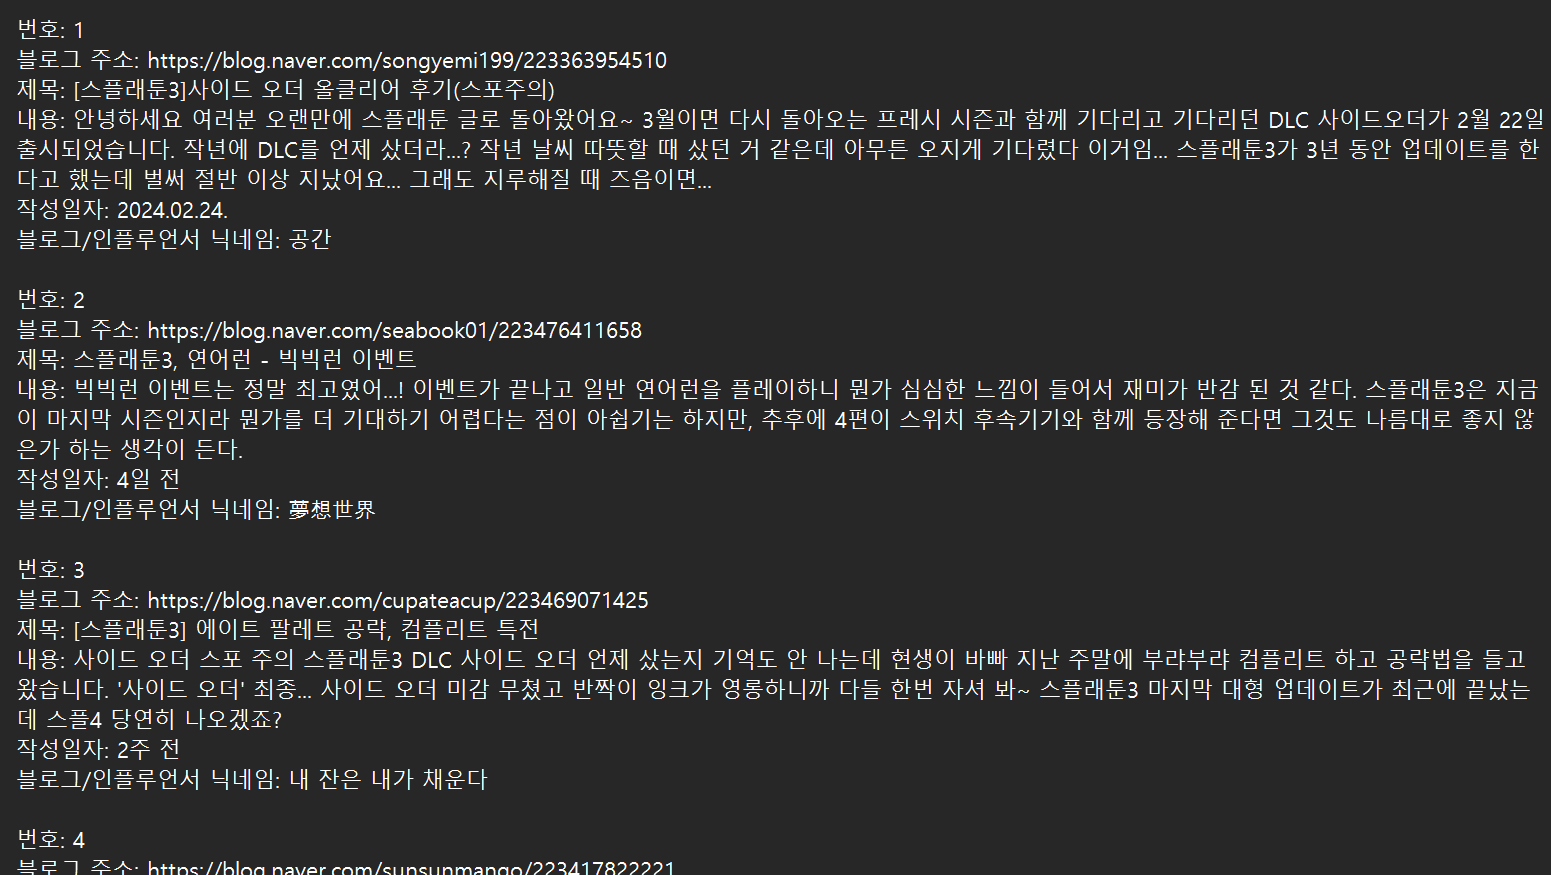 번호: 1
블로그 주소: https://blog.naver.com/songyemi199/223363954510
제목: [스플래툰3]사이드 오더 올클리어 후기(스포주의)
내용: 안녕하세요 여러분 오랜만에 스플래툰 글로 돌아왔어요~ 3월이면 다시 돌아오는 프레시 시즌과 함께 기다리고 기다리던 DLC 사이드오더가 2월 22일
출시되었습니다. 작년에 DLC를 언제 샀더라...? 작년 날씨 따뜻할 때 샀던 거 같은데 아무튼 오지게 기다렸다 이거임... 스플래툰3가 3년 동안 업데이트를 한
다고 했는데 벌써 절반 이상 지났어요... 그래도 지루해질 때 즈음이면...
작성일자: 2024.02.24.
블로그/인플루언서 닉네임: 공간
번호: 2
블로그 주소: https://blog.naver.com/seabook01/223476411658
제목: 스플래툰3, 연어런 - 빅빅런 이벤트
내용: 빅빅런 이벤트는 정말 최고였어...! 이벤트가 끝나고 일반 연어런을 플레이하니 뭔가 심심한 느낌이 들어서 재미가 반감 된 것 같다. 스플래툰3은 지금
이 마지막 시즌인지라 뭔가를 더 기대하기 어렵다는 점이 아쉽기는 하지만, 추후에 4편이 스위치 후속기기와 함께 등장해 준다면 그것도 나름대로 좋지 않
은가 하는 생각이 든다.
작성일자: 4일 전
블로그/인플루언서 닉네임: 夢想世界
번호: 3
블로그 주소: https://blog.naver.com/cupateacup/223469071425
제목: [스플래툰3] 에이트 팔레트 공략, 컴플리트 특전
내용: 사이드 오더 스포 주의 스플래툰3 DLC 사이드 오더 언제 샀는지 기억도 안 나는데 현생이 바빠 지난 주말에 부랴부랴 컴플리트 하고 공략법을 들고
왔습니다. '사이드 오더' 최종... 사이드 오더 미감 무쳤고 반짝이 잉크가 영롱하니까 다들 한번 자셔 봐~ 스플래툰3 마지막 대형 업데이트가 최근에 끝났는
데 스플4 당연히 나오겠죠?
작성일자: 2주 전
블로그/인플루언서 닉네임: 내 잔은 내가 채운다
번호: 4
블로그 주소: https://blog.naver.com/sunsunmango/223417822221